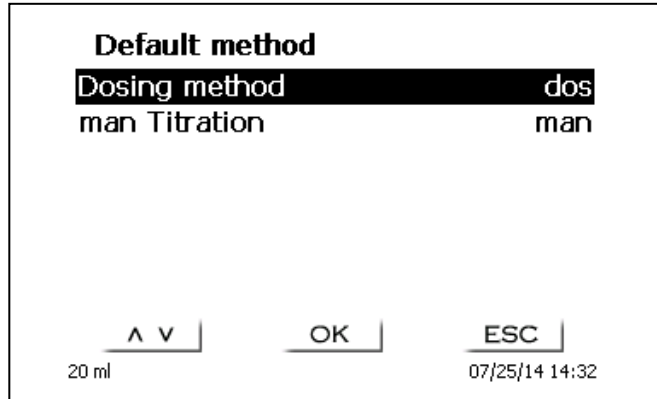 Default method
Dosing method dos
man Titration man
∧ ∨ OK ESC
20 ml 07/25/14 14:32